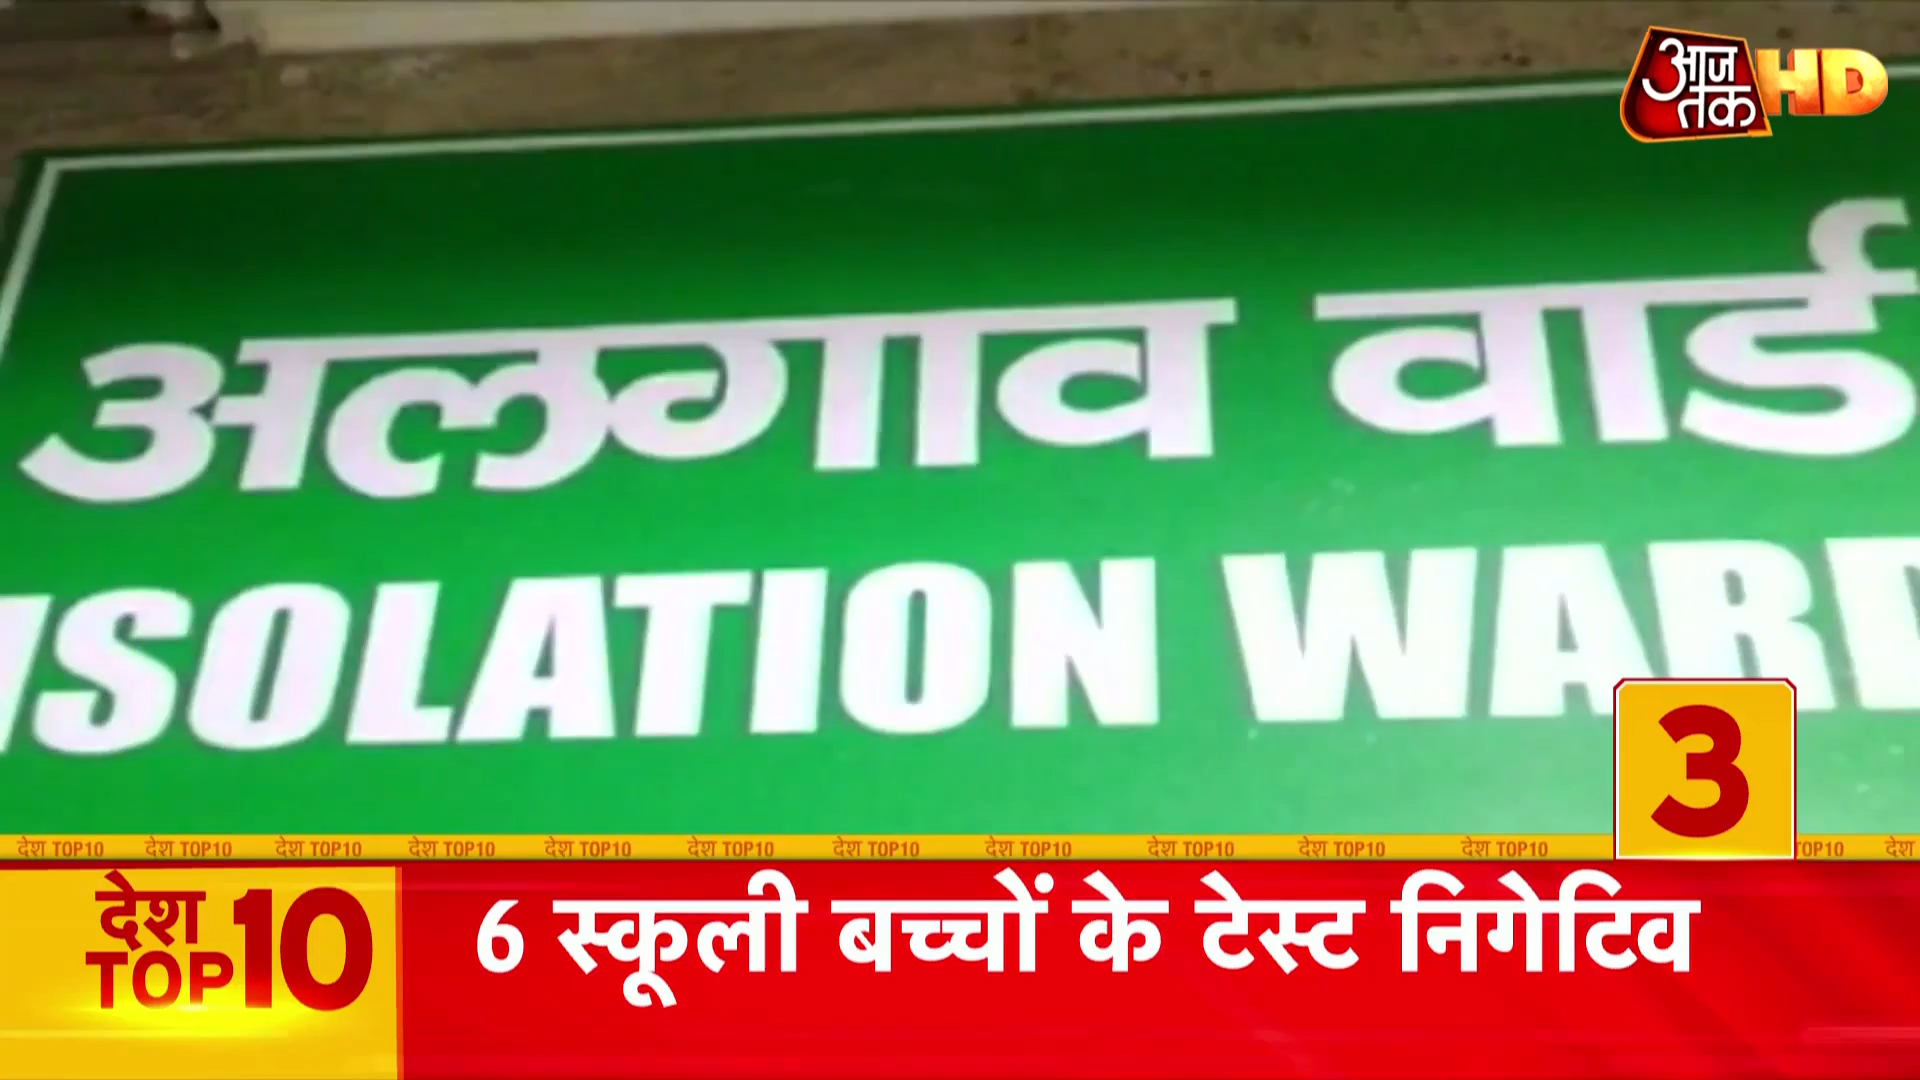 आज
तक HD
अलगाव वार्ड
ISOLATION WARD
3
देश TOP10 देश TOP10 देश TOP10 देश TOP10 देश TOP10 देश TOP10 देश TOP10 देश TOP10 देश TOP10 देश TOP10 देश TOP10 TOP10 देश
देश
TOP10
6 स्कूली बच्चों के टेस्ट निगेटिव